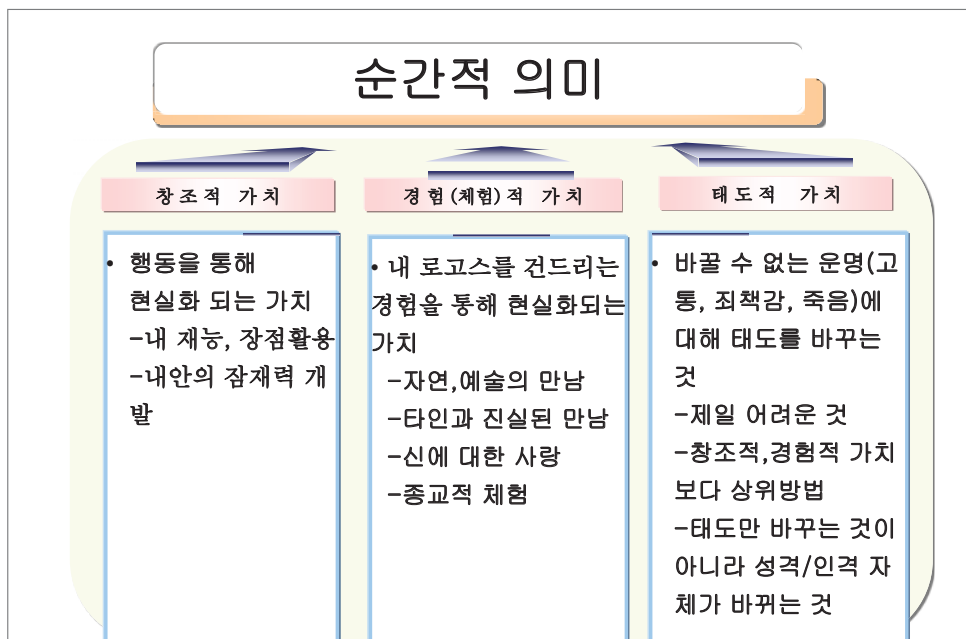 순간적 의미
창조적 가치
경험(체험)적 가치
태도적 가치
• 행동을 통해
현실화 되는 가치
-내 재능, 장점활용
-내안의 잠재력 개
발
• 내 로고스를 건드리는
경험을 통해 현실화되는
가치
-자연,예술의 만남
-타인과 진실된 만남
-신에 대한 사랑
-종교적 체험
• 바꿀 수 없는 운명(고
통, 죄책감, 죽음)에
대해 태도를 바꾸는
것
-제일 어려운 것
-창조적,경험적 가치
보다 상위방법
-태도만 바꾸는 것이
아니라 성격/인격 자
체가 바뀌는 것